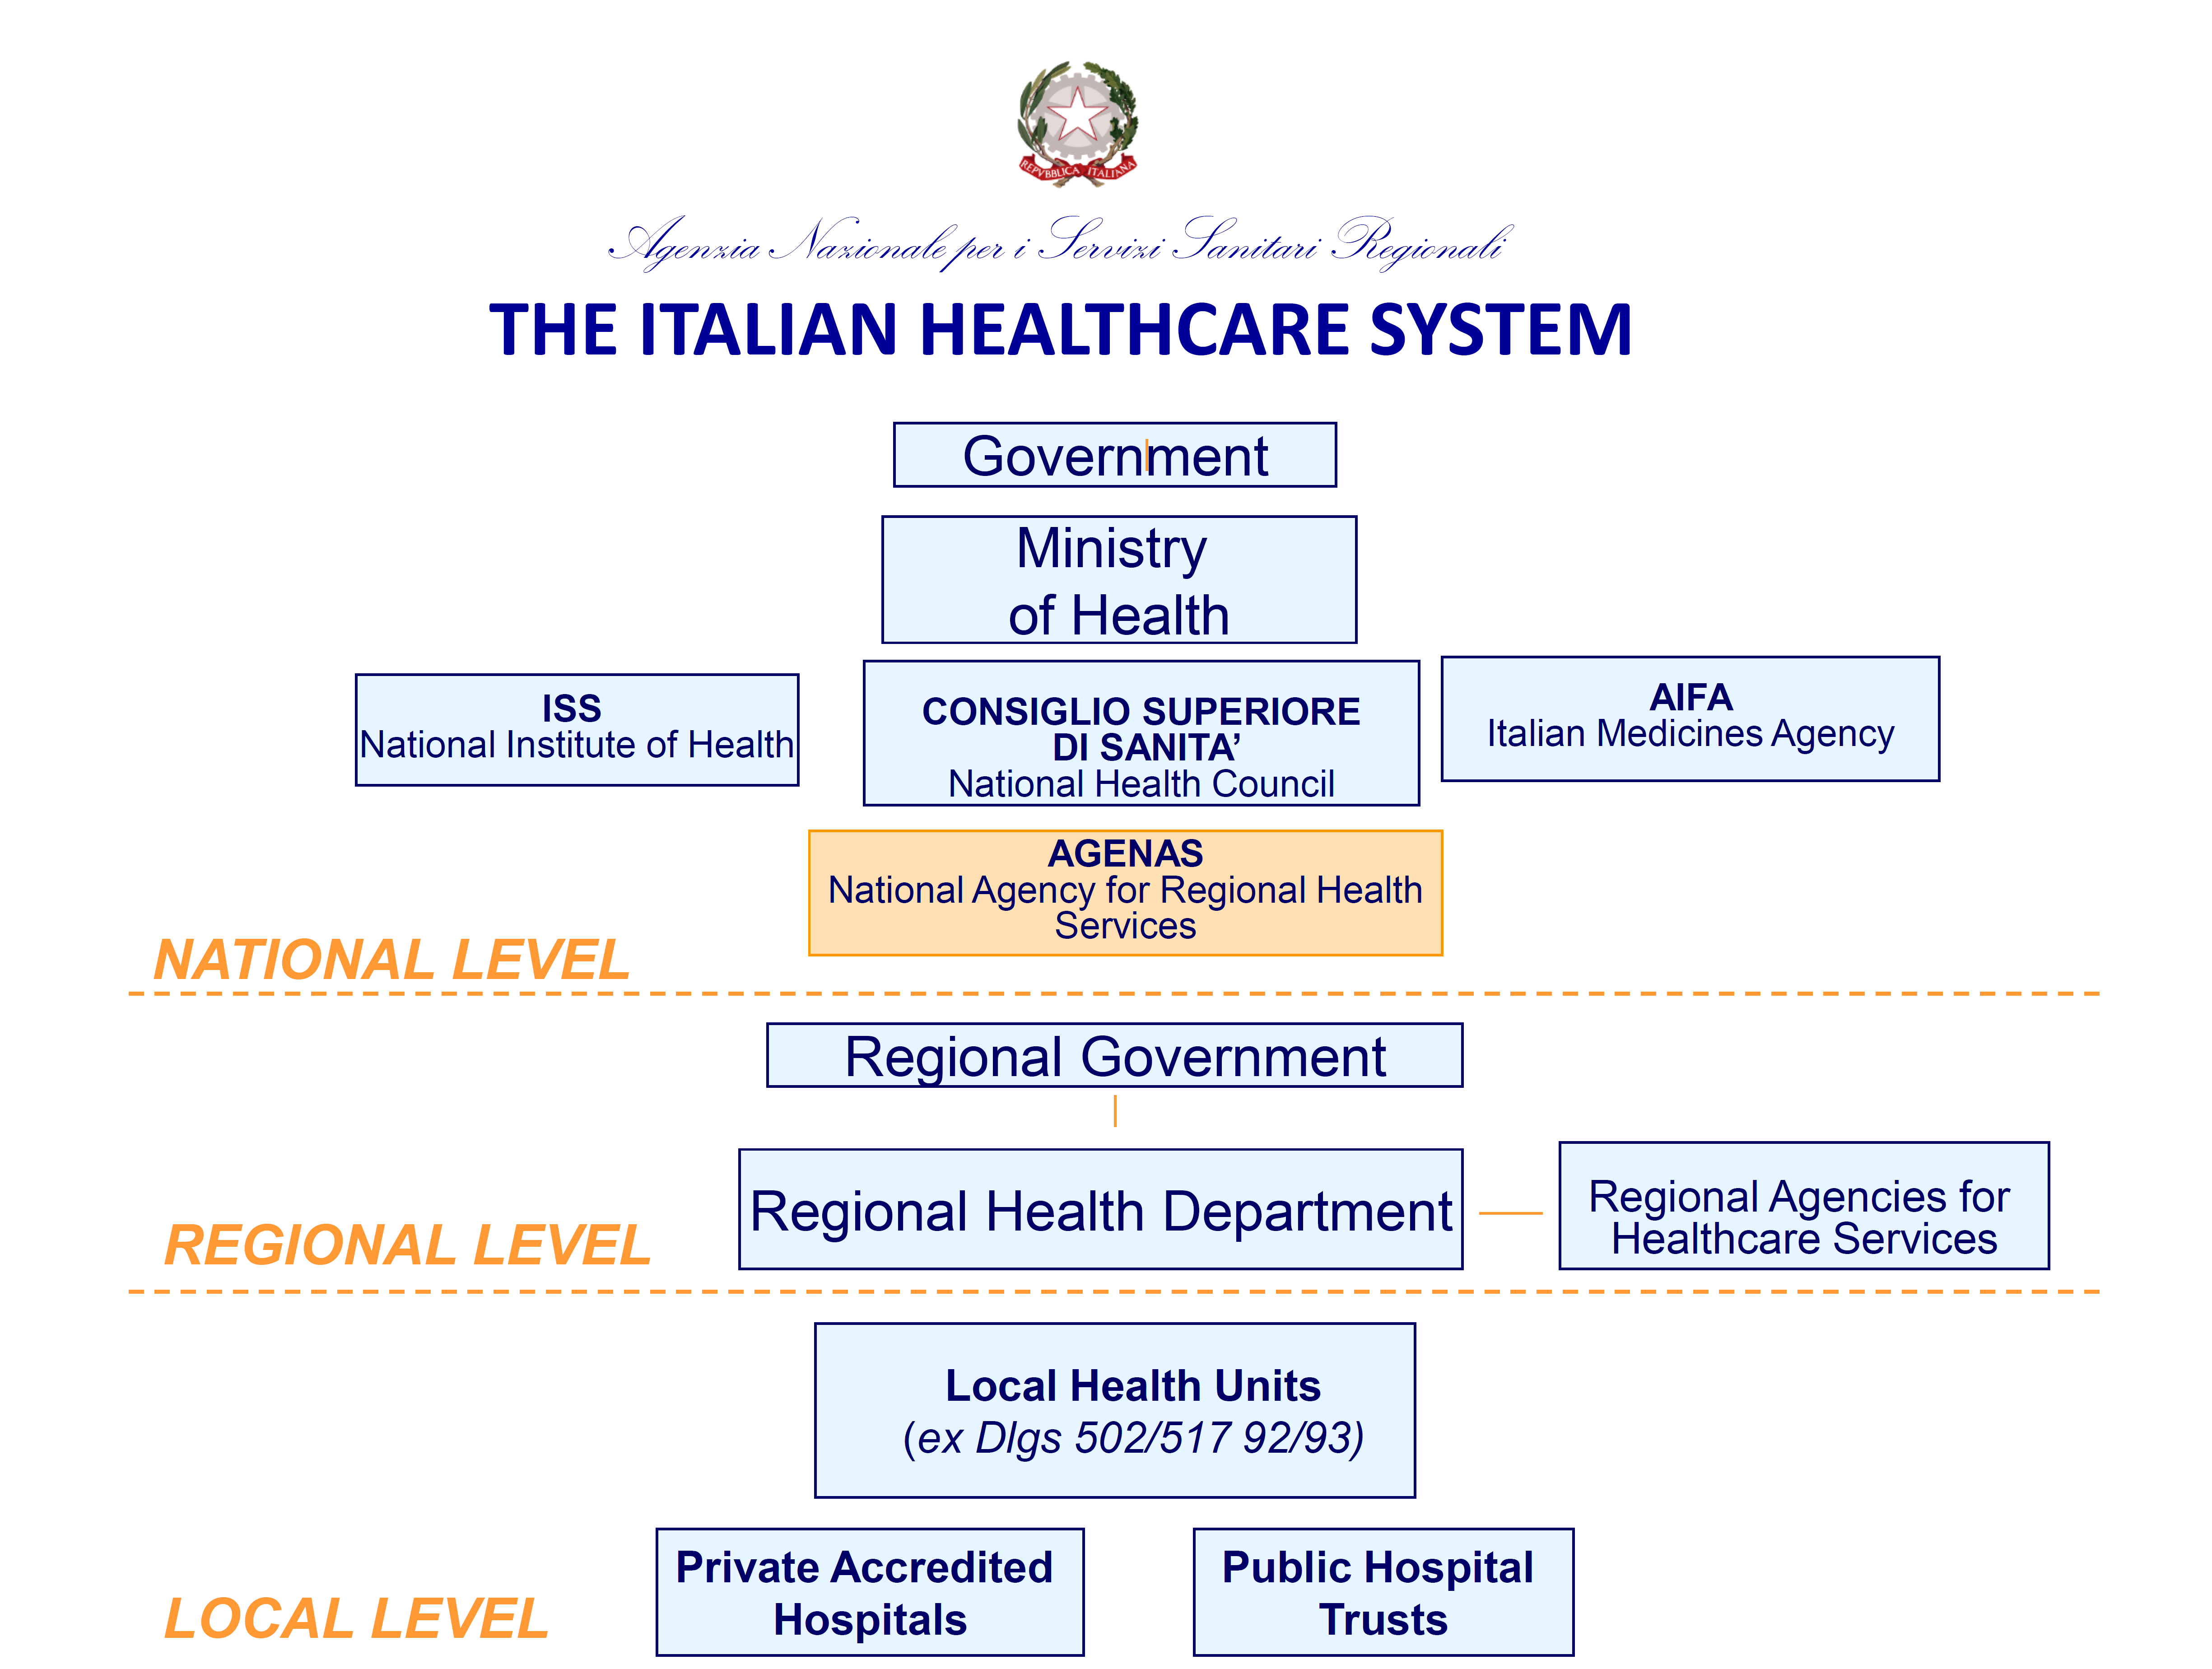 REPVBBLICA ITALIANA
Agenzia Nazionale per i Servizi Sanitari Regionali
THE ITALIAN HEALTHCARE SYSTEM
Government
Ministry
of Health
ISS
National Institute of Health
CONSIGLIO SUPERIORE
DI SANITA’
National Health Council
AIFA
Italian Medicines Agency
AGENAS
National Agency for Regional Health
Services
NATIONAL LEVEL
Regional Government
Regional Health Department
Regional Agencies for
Healthcare Services
REGIONAL LEVEL
Local Health Units
(ex Dlgs 502/517 92/93)
Private Accredited
Hospitals
Public Hospital
Trusts
LOCAL LEVEL